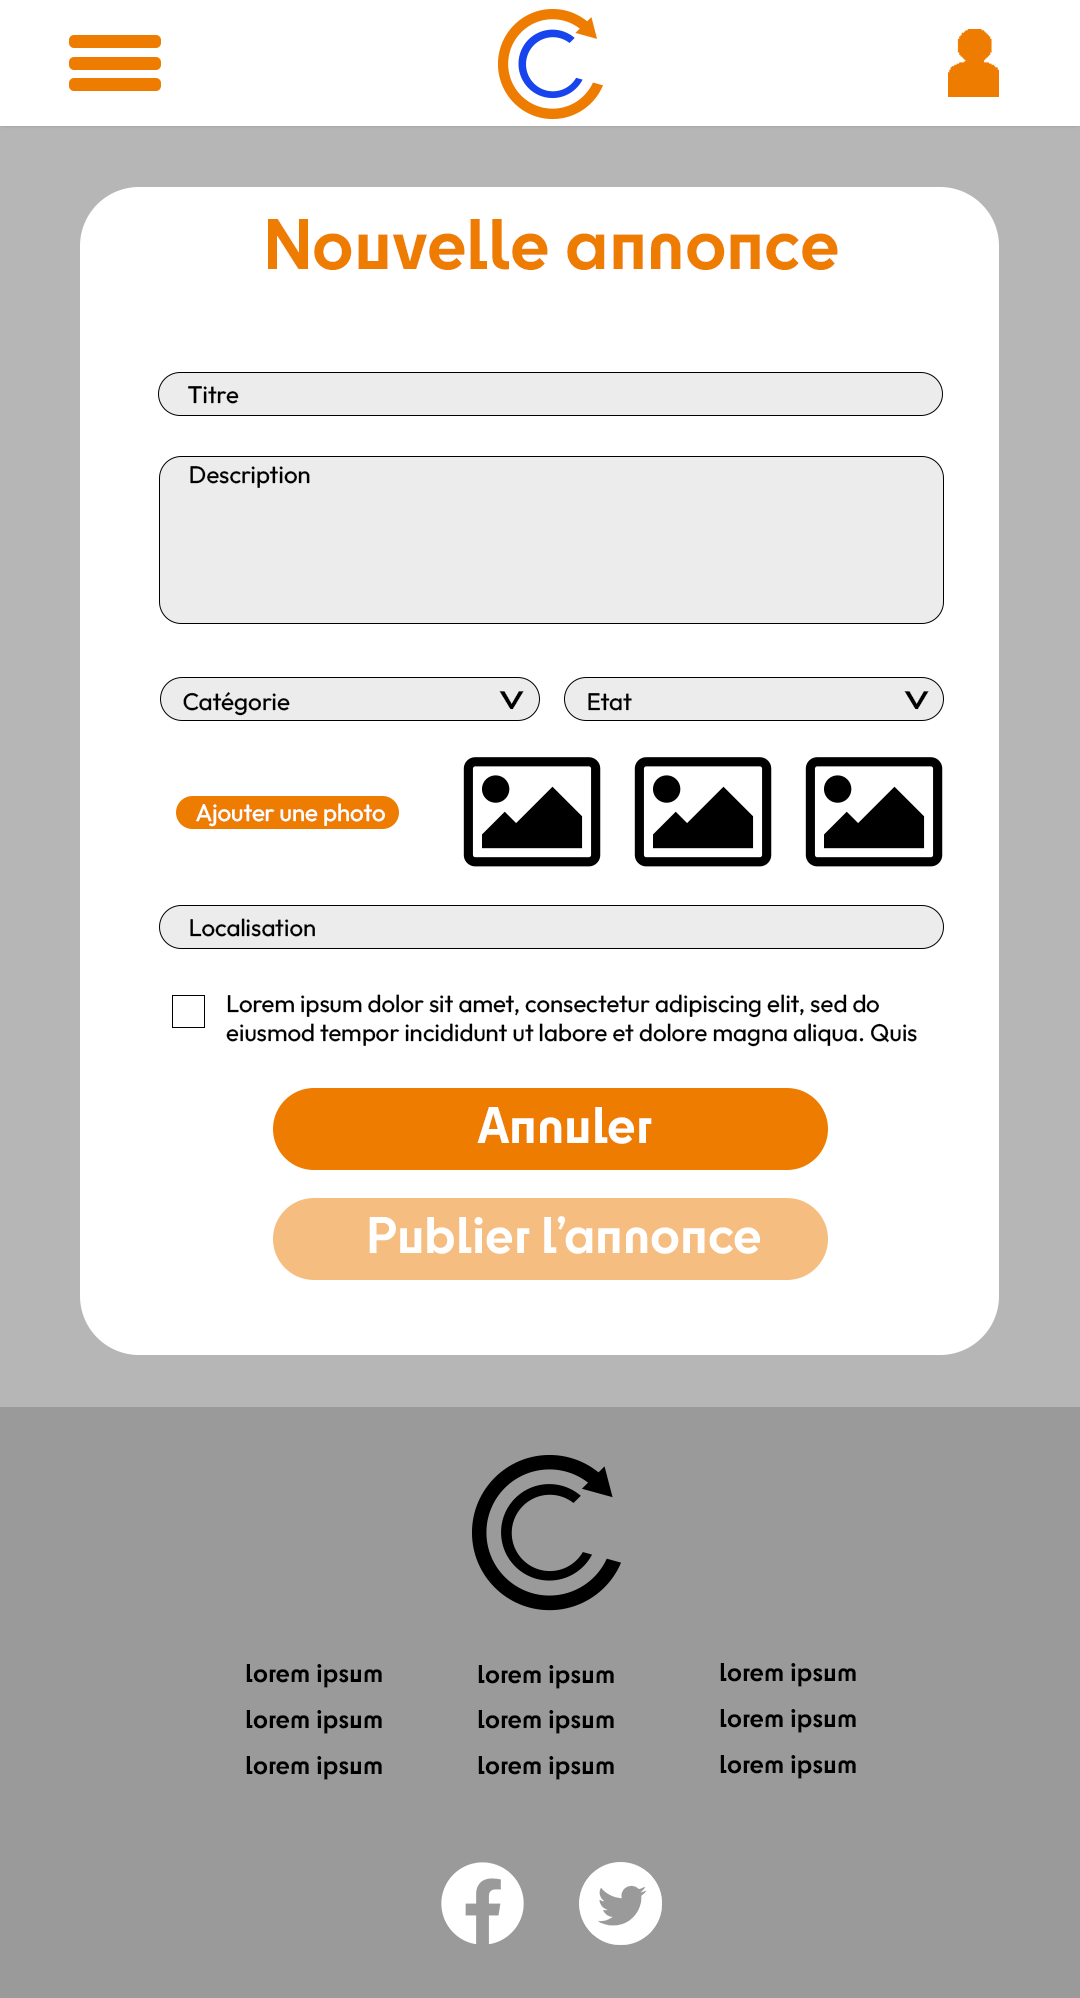 Nouvelle annonce
Titre
Description
Catégorie
Etat
Ajouter une photo
Localisation
Lorem ipsum dolor sit amet, consectetur adipiscing elit, sed do
eiusmod tempor incididunt ut labore et dolore magna aliqua. Quis
Annuler
Publier l'annonce
lorem ipsum lorem ipsum lorem ipsum
lorem ipsum lorem ipsum lorem ipsum
lorem ipsum lorem ipsum lorem ipsum